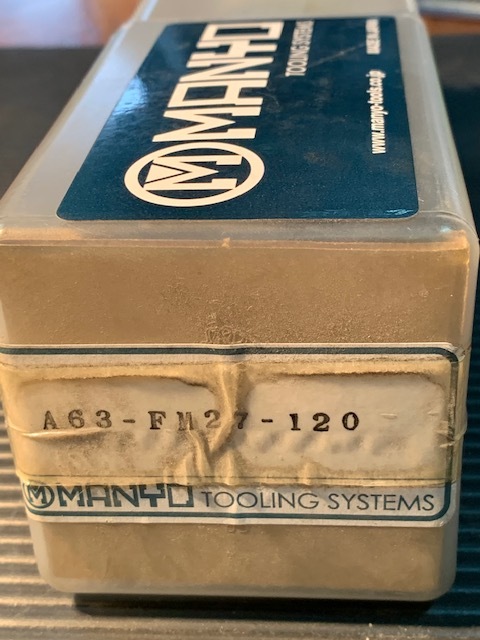 MANYO
TOOLING SYSTEMS
www.manyo-tools.co.jp
A63-FM27-120
MANYO TOOLING SYSTEMS